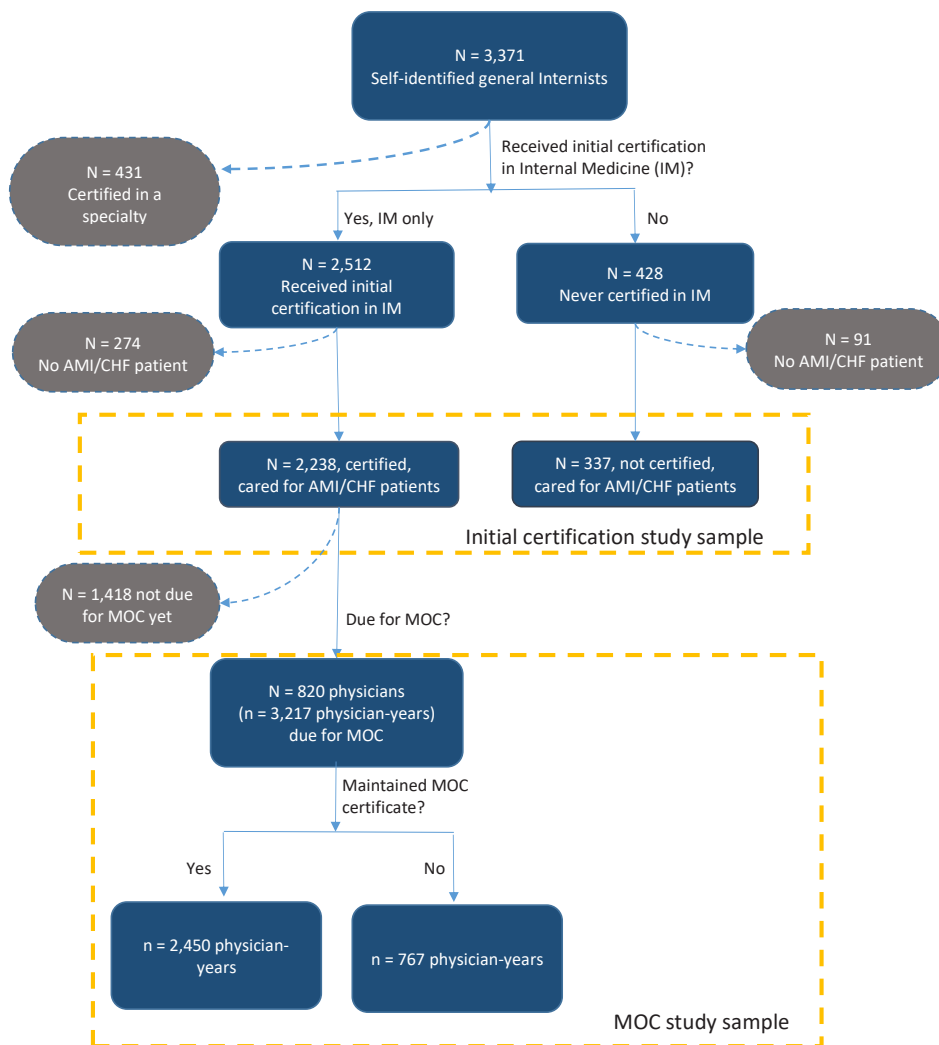 N = 3,371
Self-identified general Internists
Received initial certification
in Internal Medicine (IM)?
N = 431
Certified in a
specialty
Yes, IM only
No
N = 2,512
Received initial
certification in IM
N = 428
Never certified in IM
N = 274
No AMI/CHF patient
N = 91
No AMI/CHF patient
N = 2,238, certified,
cared for AMI/CHF patients
N = 337, not certified,
cared for AMI/CHF patients
Initial certification study sample
N = 1,418 not due
for MOC yet
Due for MOC?
N = 820 physicians
(n = 3,217 physician-years)
due for MOC
Maintained MOC
certificate?
Yes
No
n = 2,450 physician-
years
n = 767 physician-years
MOC study sample